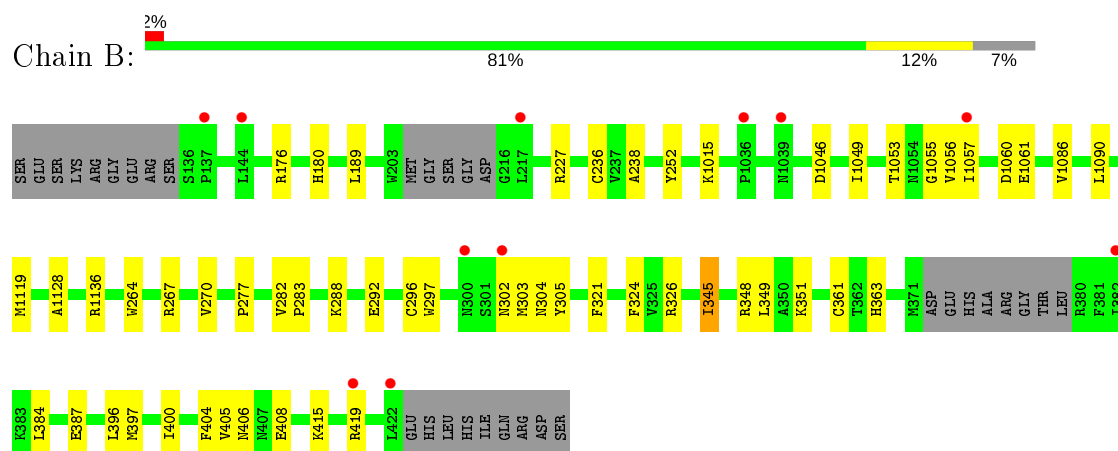 2%
Chain B:
81% 12% 7%
SER GLU SER LYS ARG GLY GLU ARG SER S136 P137 L144 R176 H180 L189 W203 MET GLY SER GLY ASP G216 L217 R227 C236 V237 A238 Y252 K1015 P1036 N1039 D1046 I1049 T1053 N1054 G1055 V1056 I1057 D1060 E1061 V1086 L1090
M1119 A1128 R1136 W264 R267 V270 P277 V282 P283 K288 E292 C296 W297 N300 S301 N302 M303 N304 Y305 F321 F324 V325 R326 I345 R348 L349 A350 K351 C361 T362 H363 M371 ASP GLU HIS ALA ARG GLY THR LEU R380 F381
K383 L384 E387 L396 M397 I400 F404 V405 N406 N407 E408 K415 R419 L422 GLU HIS LEU HIS ILE GLN ARG ASP SER